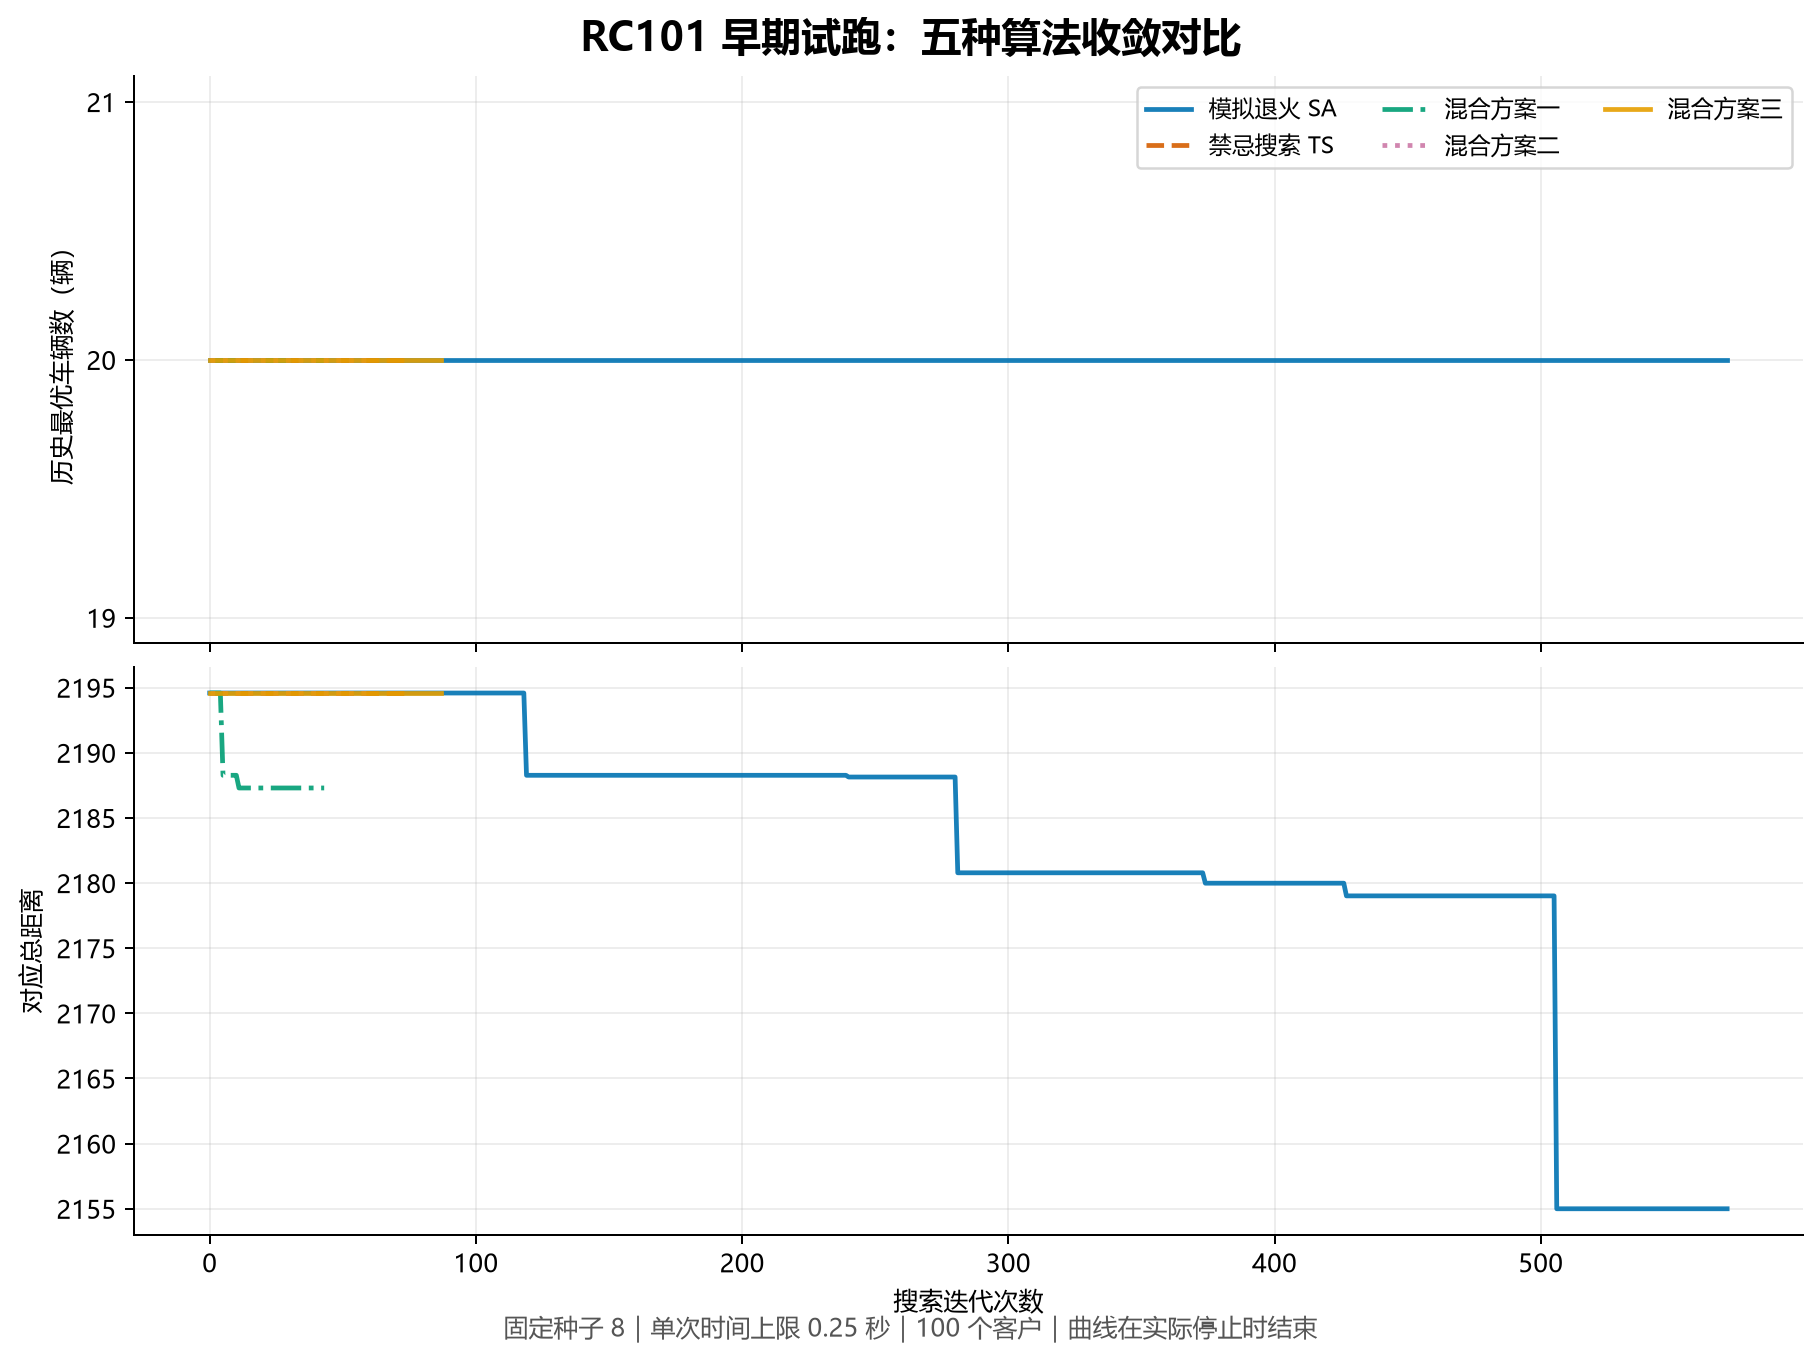 RC101 早期试跑：五种算法收敛对比
模拟退火 SA
禁忌搜索 TS
混合方案一
混合方案二
混合方案三
历史最优车辆数（辆）
21
20
19
对应总距离
2195
2190
2185
2180
2175
2170
2165
2160
2155
0 100 200 300 400 500
搜索迭代次数
固定种子 8｜单次时间上限 0.25 秒｜100 个客户｜曲线在实际停止时结束